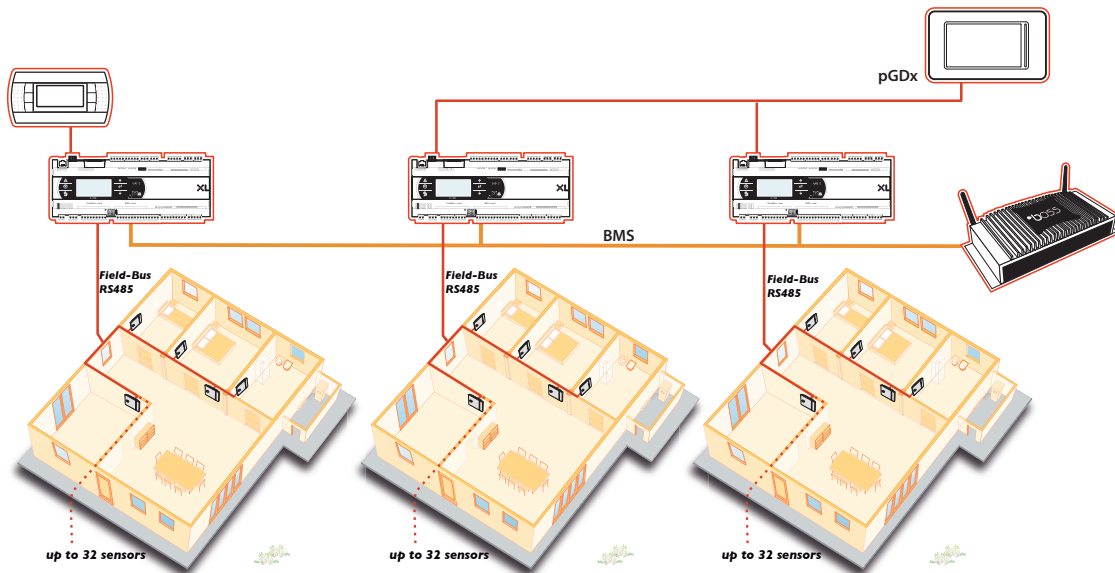 pGDx
XL
XL
XL
boss
BMS
Field-Bus
RS485
Field-Bus
RS485
Field-Bus
RS485
up to 32 sensors
up to 32 sensors
up to 32 sensors